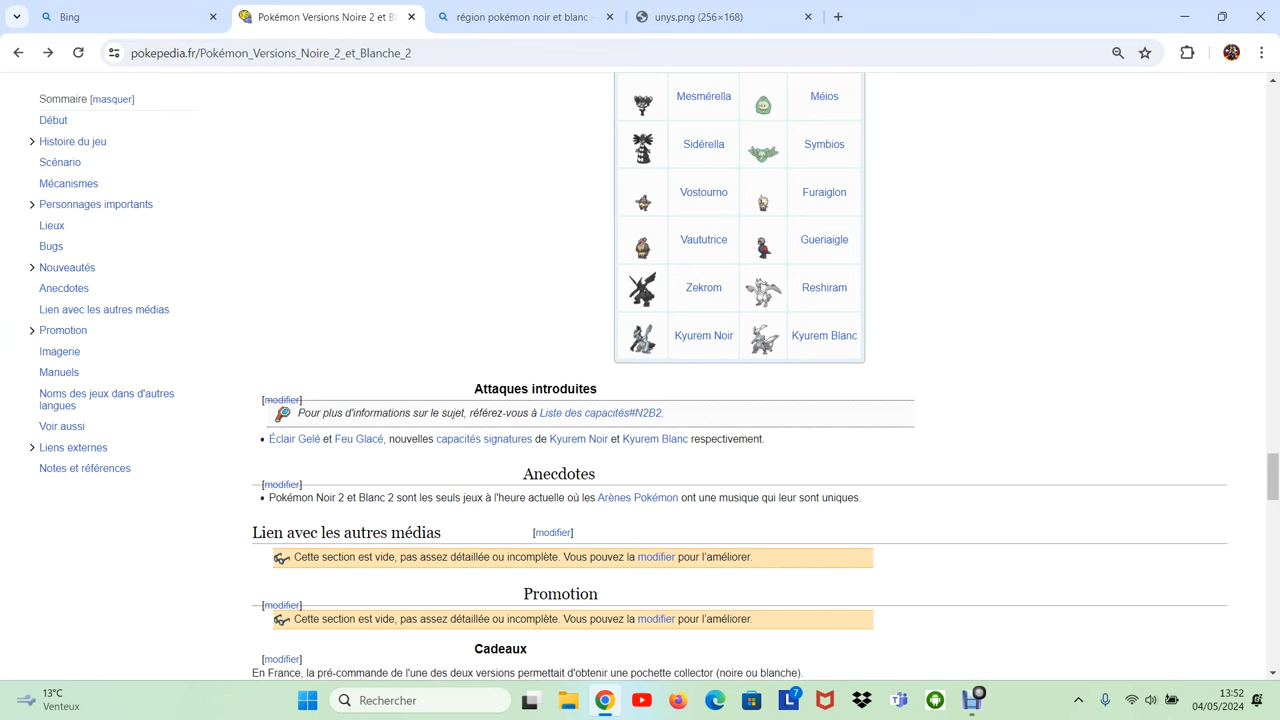 Bing
Pokémon Versions Noire 2 et Bl
région pokémon noir et blanc -
unys.png (256×168)
pokepedia.fr/Pokémon_Versions_Noire_2_et_Blanche_2
Sommaire [masquer]
Début
Histoire du jeu
Scénario
Mécanismes
Personnages importants
Lieux
Bugs
Nouveautés
Anecdotes
Lien avec les autres médias
Promotion
Imagerie
Manuels
Noms des jeux dans d'autres
langues
Voir aussi
Liens externes
Notes et références
Mesmérella Méios
Sidérella Symbios
Vostourno Furaiglon
Vaututrice Gueriaigle
Zekrom Reshiram
Kyurem Noir Kyurem Blanc
Attaques introduites
[modifier]
Pour plus d'informations sur le sujet, référez-vous à Liste des capacités#N2B2.
• Éclair Gelé et Feu Glacé, nouvelles capacités signatures de Kyurem Noir et Kyurem Blanc respectivement.
Anecdotes
[modifier]
• Pokémon Noir 2 et Blanc 2 sont les seuls jeux à l'heure actuelle où les Arènes Pokémon ont une musique qui leur sont uniques.
Lien avec les autres médias [modifier]
Cette section est vide, pas assez détaillée ou incomplète. Vous pouvez la modifier pour l'améliorer.
Promotion
[modifier]
Cette section est vide, pas assez détaillée ou incomplète. Vous pouvez la modifier pour l'améliorer.
Cadeaux
[modifier]
En France, la pré-commande de l'une des deux versions permettait d'obtenir une pochette collector (noire ou blanche).
13°C
Venteux
Rechercher
L 7
13:52
04/05/2024